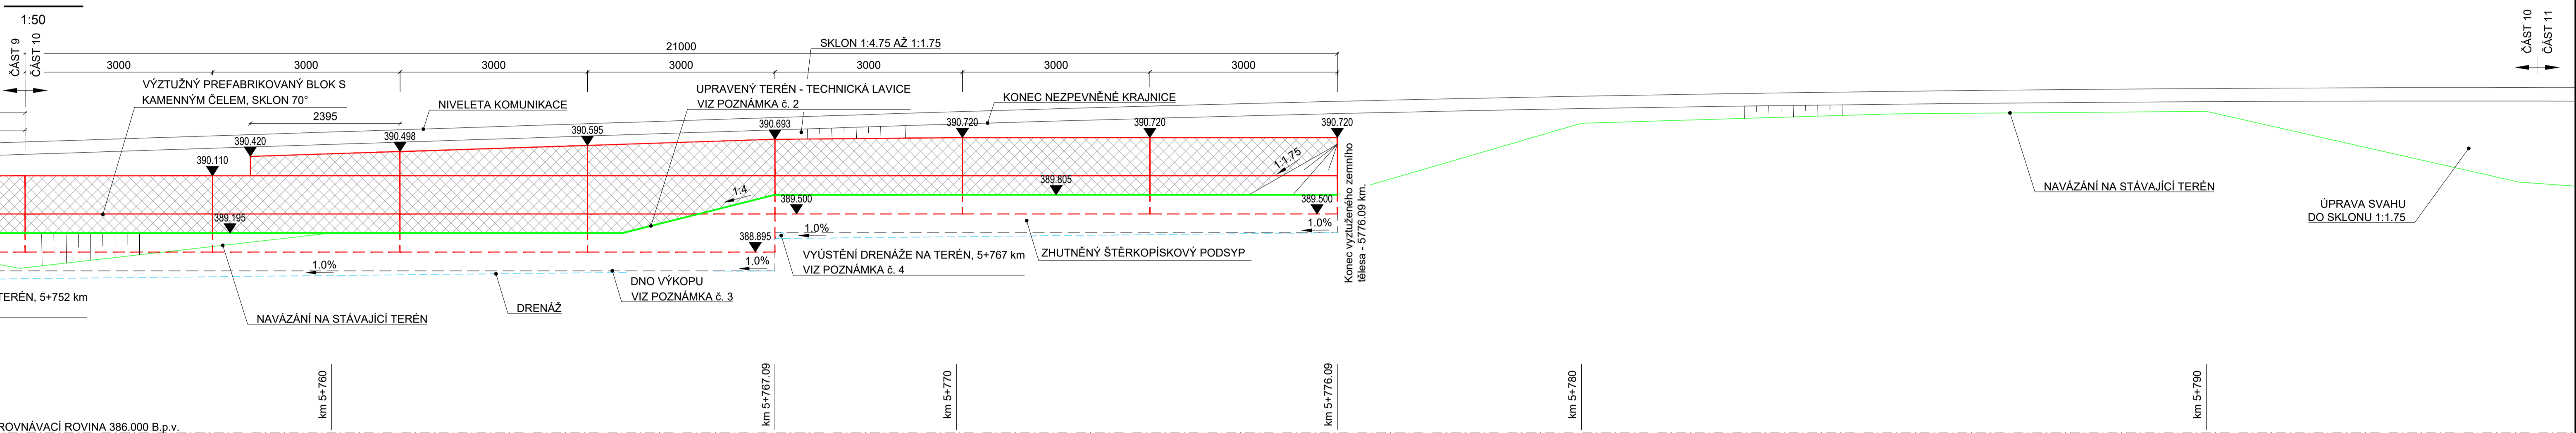 1:50
ČÁST 9
ČÁST 10
ČÁST 10
ČÁST 11
21000
SKLON 1:4.75 AŽ 1:1.75
3000
3000
3000
3000
3000
3000
3000
VÝZTUŽNÝ PREFABRIKOVANÝ BLOK S
KAMENNÝM ČELEM, SKLON 70°
NIVELETA KOMUNIKACE
UPRAVENÝ TERÉN - TECHNICKÁ LAVICE
VIZ POZNÁMKA č. 2
KONEC NEZPEVNĚNÉ KRAJNICE
2395
390.420
390.498
390.595
390.693
390.720
390.720
390.720
390.110
1:1.75
1:4
389.805
389.195
389.500
389.500
388.895
1.0%
1.0%
1.0%
1.0%
Konec vyztuženého zemního
tělesa - 5776.09 km.
NAVÁZÁNÍ NA STÁVAJÍCÍ TERÉN
ÚPRAVA SVAHU
DO SKLONU 1:1.75
VYÚSTĚNÍ DRENÁŽE NA TERÉN, 5+767 km
VIZ POZNÁMKA č. 4
ZHUTNĚNÝ ŠTĚRKOPÍSKOVÝ PODSYP
DNO VÝKOPU
VIZ POZNÁMKA č. 3
TERÉN, 5+752 km
DRENÁŽ
NAVÁZÁNÍ NA STÁVAJÍCÍ TERÉN
km 5+760
km 5+767.09
km 5+770
km 5+776.09
km 5+780
km 5+790
ROVNÁVACÍ ROVINA 386.000 B.p.v.